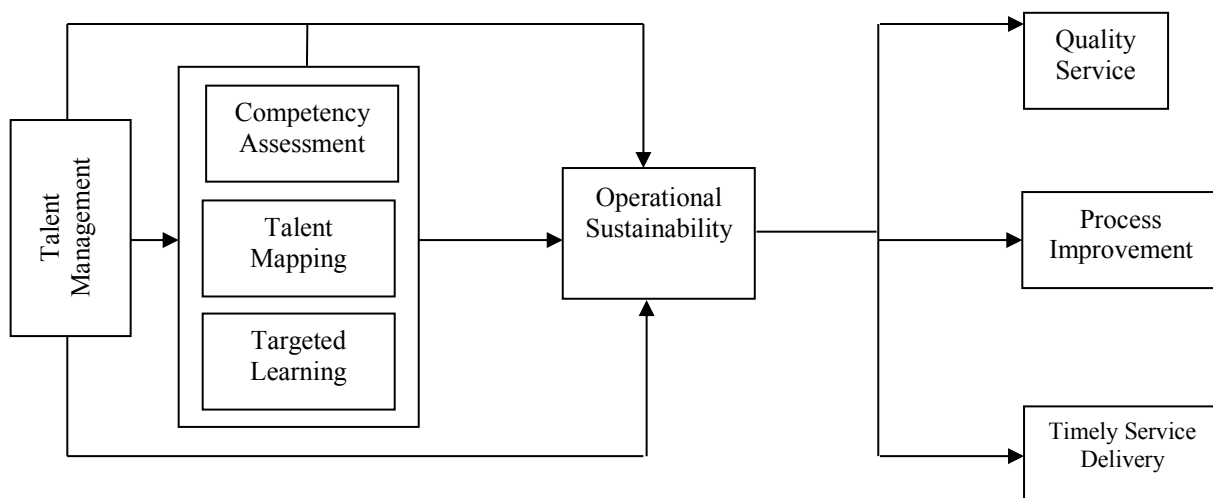 Talent
Management
Competency
Assessment
Talent
Mapping
Targeted
Learning
Operational
Sustainability
Quality
Service
Process
Improvement
Timely Service
Delivery